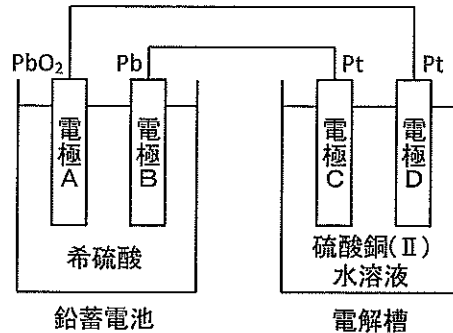 PbO₂ Pb Pt Pt
電極A
電極B
電極C
電極D
希硫酸
硫酸銅(Ⅱ)
水溶液
鉛蓄電池
電解槽